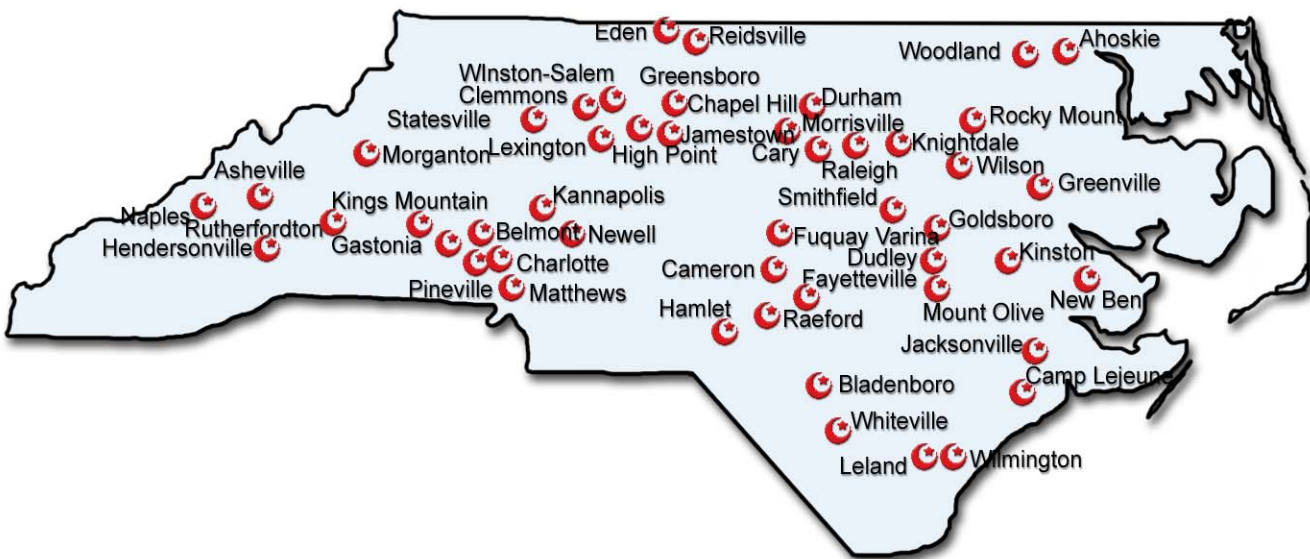 Eden
Reidsville
Woodland
Ahoskie
WInston-Salem
Greensboro
Clemmons
Chapel Hill
Durham
Statesville
Morrisville
Rocky Mount
Lexington
High Point
Jamestown
Cary
Raleigh
Knightdale
Morganton
Wilson
Asheville
Greenville
Naples
Kings Mountain
Kannapolis
Smithfield
Rutherfordton
Goldsboro
Hendersonville
Gastonia
Belmont
Newell
Fuquay Varina
Kinston
Charlotte
Cameron
Dudley
Pineville
Matthews
Fayetteville
New Ben
Hamlet
Raeford
Mount Olive
Jacksonville
Bladenboro
Camp Lejeune
Whiteville
Leland
Wilmington